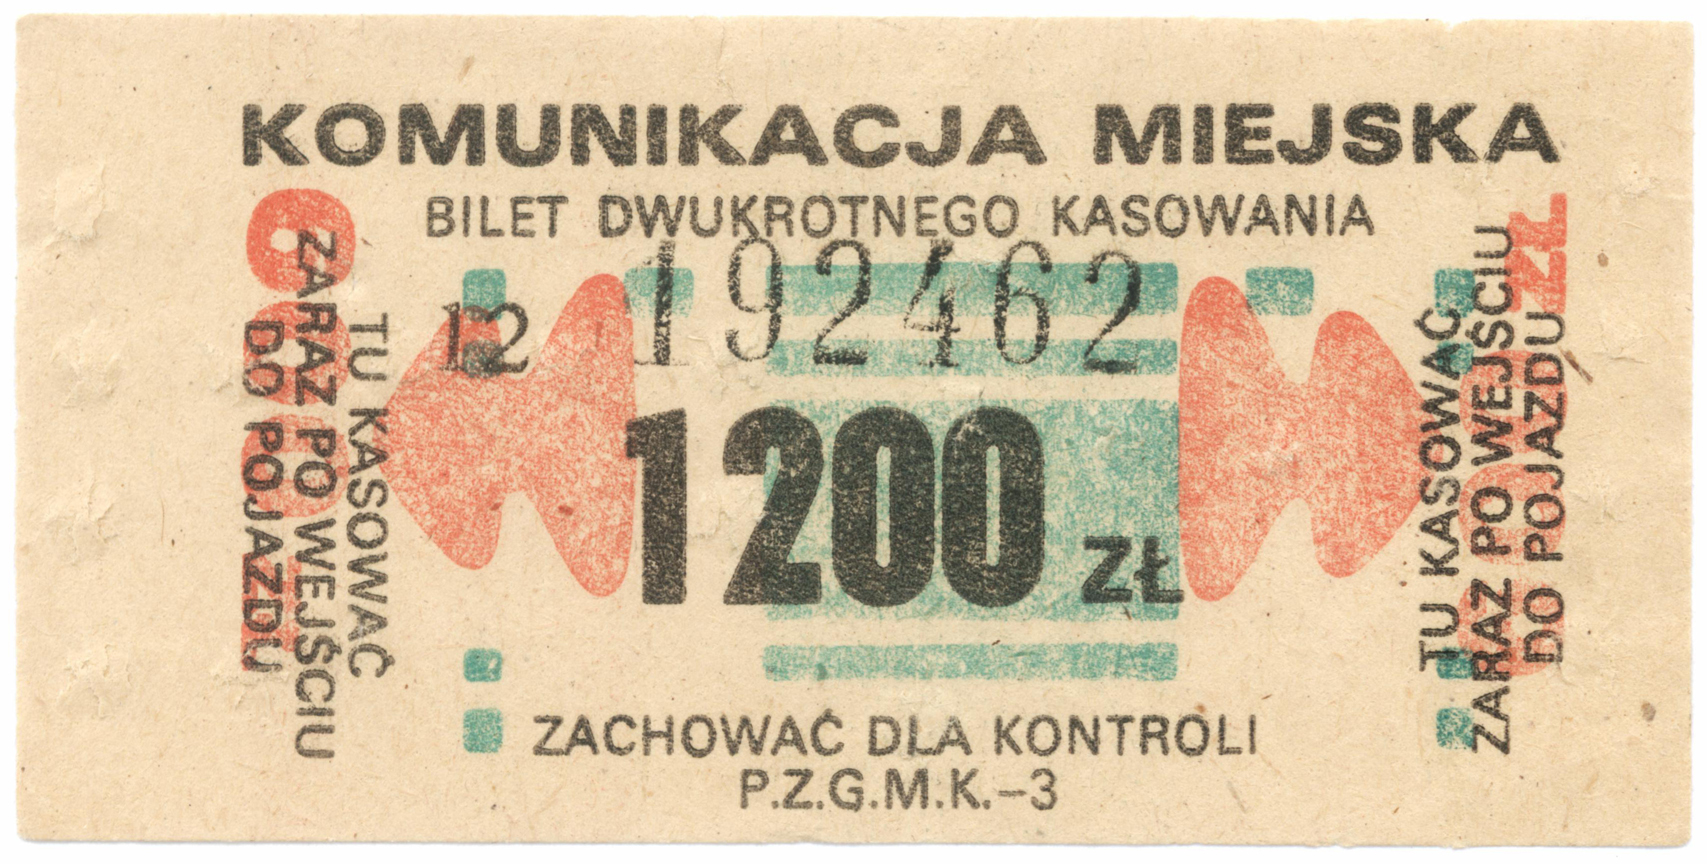 KOMUNIKACJA MIEJSKA
BILET DWUKROTNEGO KASOWANIA
12 192462
1200 ZŁ
TU KASOWAĆ
ZARAZ PO WEJŚCIU
DO POJAZDU
TU KASOWAĆ
ZARAZ PO WEJŚCIU
DO POJAZDU
ZŁ
ZACHOWAĆ DLA KONTROLI
P.Z.G.M.K.–3